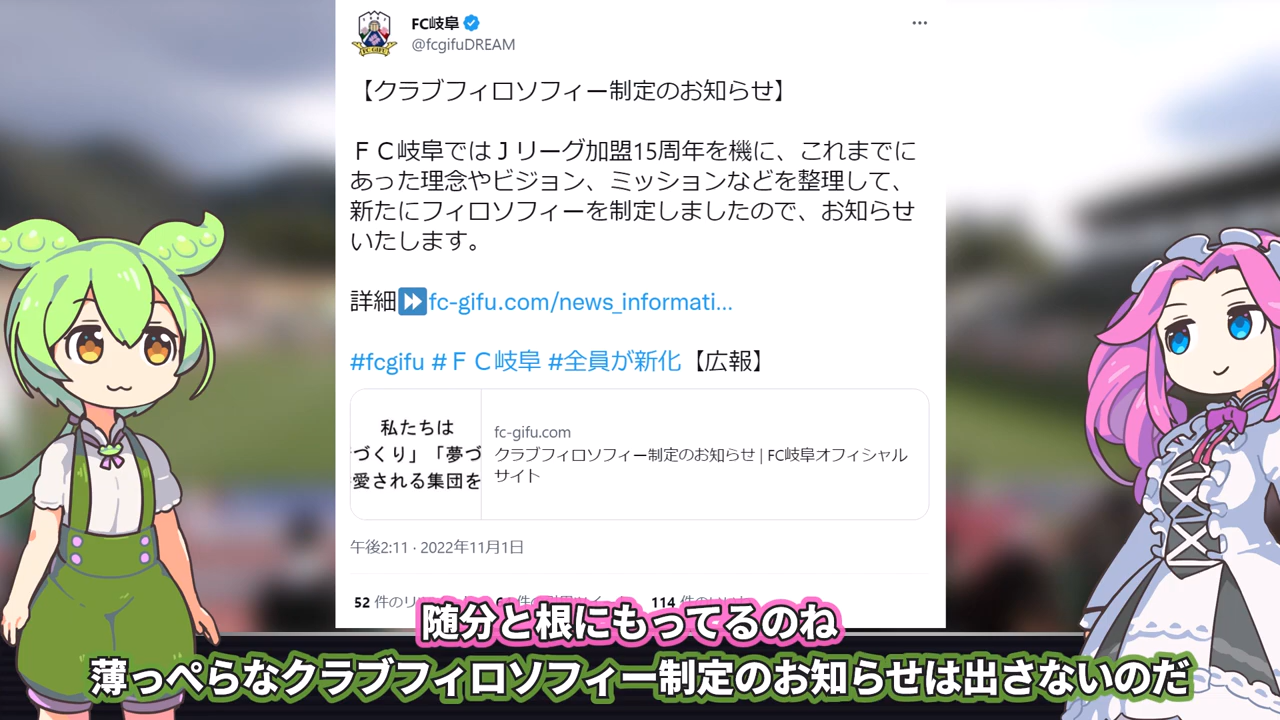 FC岐阜
@fcgifuDREAM
【クラブフィロソフィー制定のお知らせ】
ＦＣ岐阜ではＪリーグ加盟15周年を機に、これまでに
あった理念やビジョン、ミッションなどを整理して、
新たにフィロソフィーを制定しましたので、お知らせ
いたします。
詳細⏩fc-gifu.com/news_informati…
#fcgifu #ＦＣ岐阜 #全員が新化【広報】
私たちは
づくり」「夢づ
愛される集団を
fc-gifu.com
クラブフィロソフィー制定のお知らせ | FC岐阜オフィシャル
サイト
午後2:11 · 2022年11月1日
52 件のリ
114
随分と根にもってるのね
薄っぺらなクラブフィロソフィー制定のお知らせは出さないのだ